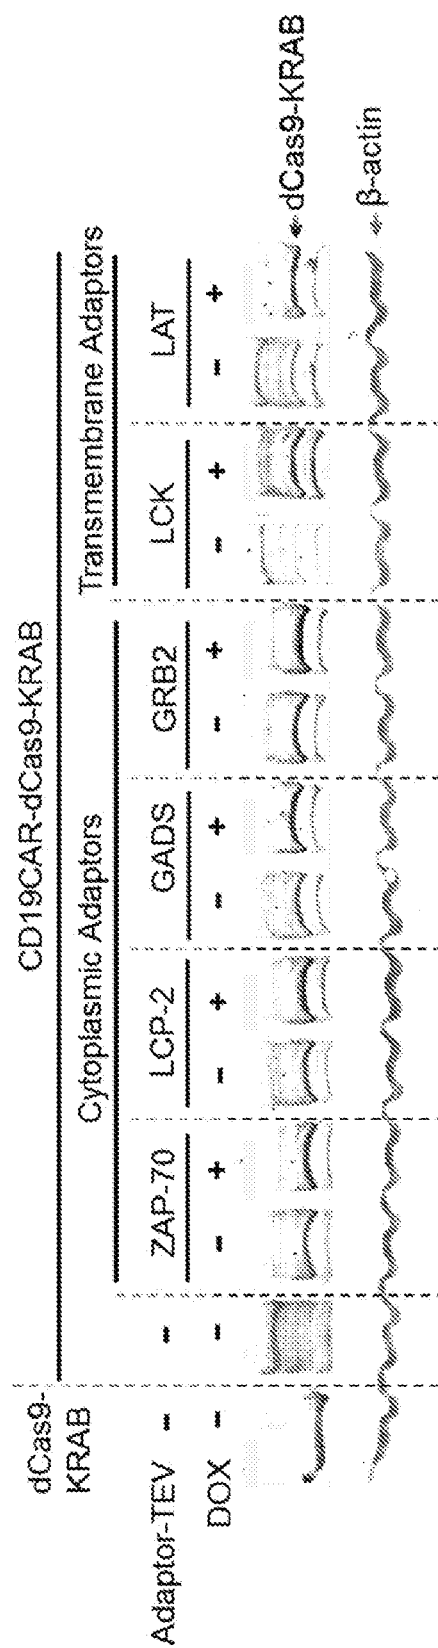 dCas9-
KRAB
CD19CAR-dCas9-KRAB
Cytoplasmic Adaptors Transmembrane Adaptors
Adaptor-TEV – – ZAP-70 LCP-2 GADS GRB2 LCK LAT
DOX – – – + – + – + – + – + – +
dCas9-KRAB
β-actin